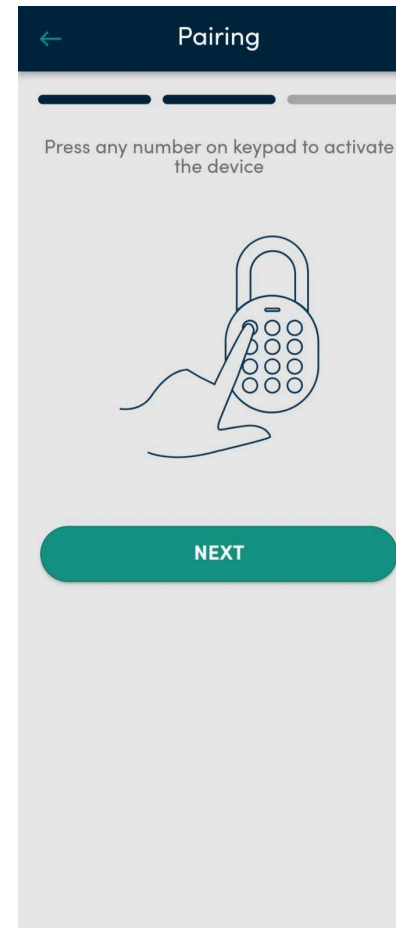 Pairing
Press any number on keypad to activate
the device
NEXT